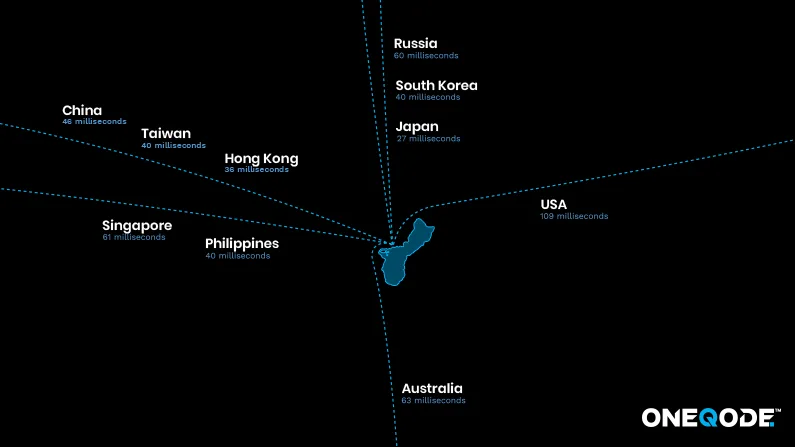 Russia
60 milliseconds
South Korea
40 milliseconds
Japan
27 milliseconds
China
46 milliseconds
Taiwan
40 milliseconds
Hong Kong
36 milliseconds
USA
109 milliseconds
Singapore
61 milliseconds
Philippines
40 milliseconds
Australia
63 milliseconds
ONEQODE™